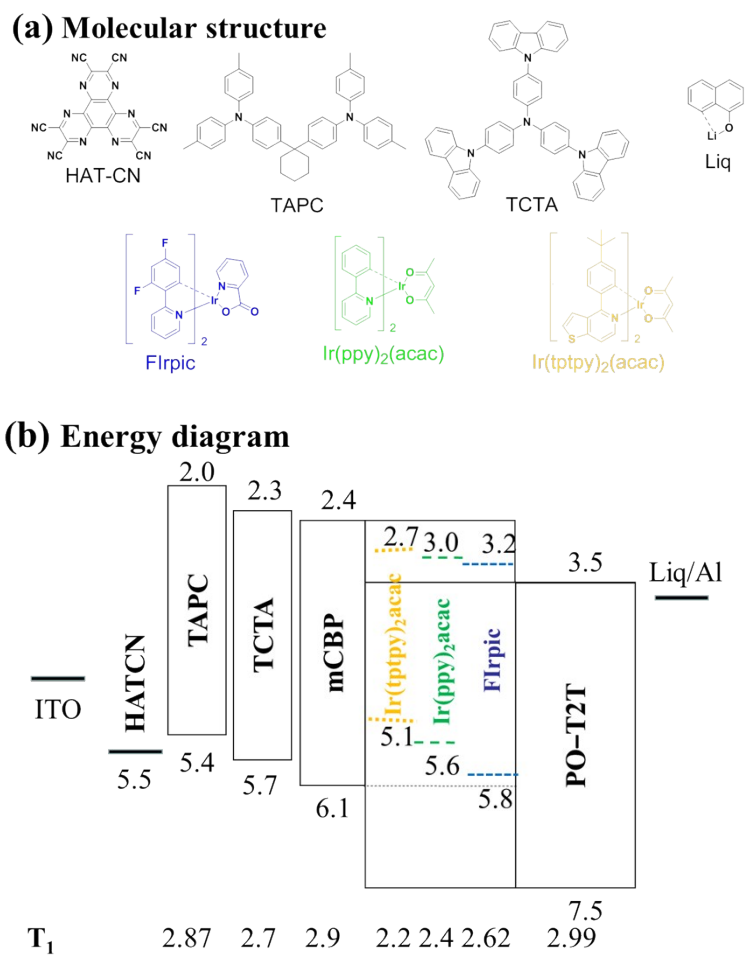 (a) Molecular structure
CN CN
NC CN
N N
N N
N N
NC CN
CN CN
HAT-CN
N N
TAPC
N
N
N N
TCTA
Li O
Liq
F
F
N
N
Ir
O O
2
FIrpic
O
Ir
N O
2
Ir(ppy)2(acac)
O
Ir
N O
S
2
Ir(tptpy)2(acac)
(b) Energy diagram
2.0
2.3
2.4
2.7 3.0 3.2
3.5
Liq/Al
ITO
HATCN
TAPC
TCTA
mCBP
Ir(tptpy)2acac
Ir(ppy)2acac
FIrpic
PO−T2T
5.5
5.4
5.7
6.1
5.1
5.6
5.8
7.5
T1 2.87 2.7 2.9 2.2 2.4 2.62 2.99